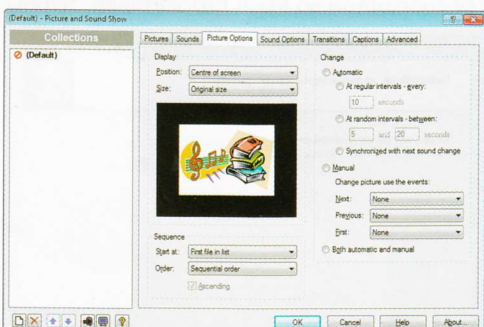 (Default) - Picture and Sound Show
Collections
(Default)
Pictures Sounds Picture Options Sound Options Transitions Captions Advanced
Display
Position: Centre of screen
Size: Original size
Sequence
Start at: First file in list
Order: Sequential order
Ascending
Change
Automatic
At regular intervals - every:
10 seconds
At random intervals - between:
5 and 20 seconds
Synchronized with next sound change
Manual
Change picture use the events:
Next: None
Previous: None
First: None
Both automatic and manual
OK Cancel Help About...